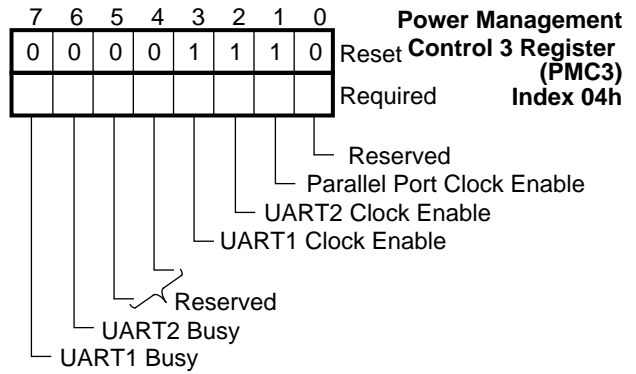 7 6 5 4 3 2 1 0
Power Management
0 0 0 0 1 1 1 0 Reset Control 3 Register
(PMC3)
Required Index 04h
Reserved
Parallel Port Clock Enable
UART2 Clock Enable
UART1 Clock Enable
Reserved
UART2 Busy
UART1 Busy